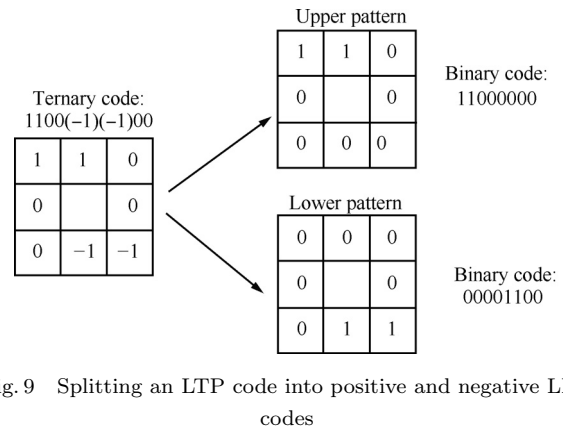 Upper pattern
1 1 0
0 0
0 0 0
Binary code:
11000000
Ternary code:
1100(−1)(−1)00
1 1 0
0 0
0 −1 −1
Lower pattern
0 0 0
0 0
0 1 1
Binary code:
00001100
9 Splitting an LTP code into positive and negative
codes